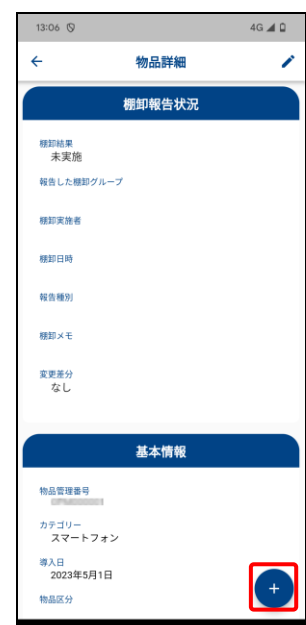 13:06
4G
物品詳細
棚卸報告状況
棚卸結果
未実施
報告した棚卸グループ
棚卸実施者
棚卸日時
報告種別
棚卸メモ
変更差分
なし
基本情報
物品管理番号
カテゴリー
スマートフォン
導入日
2023年5月1日
物品区分